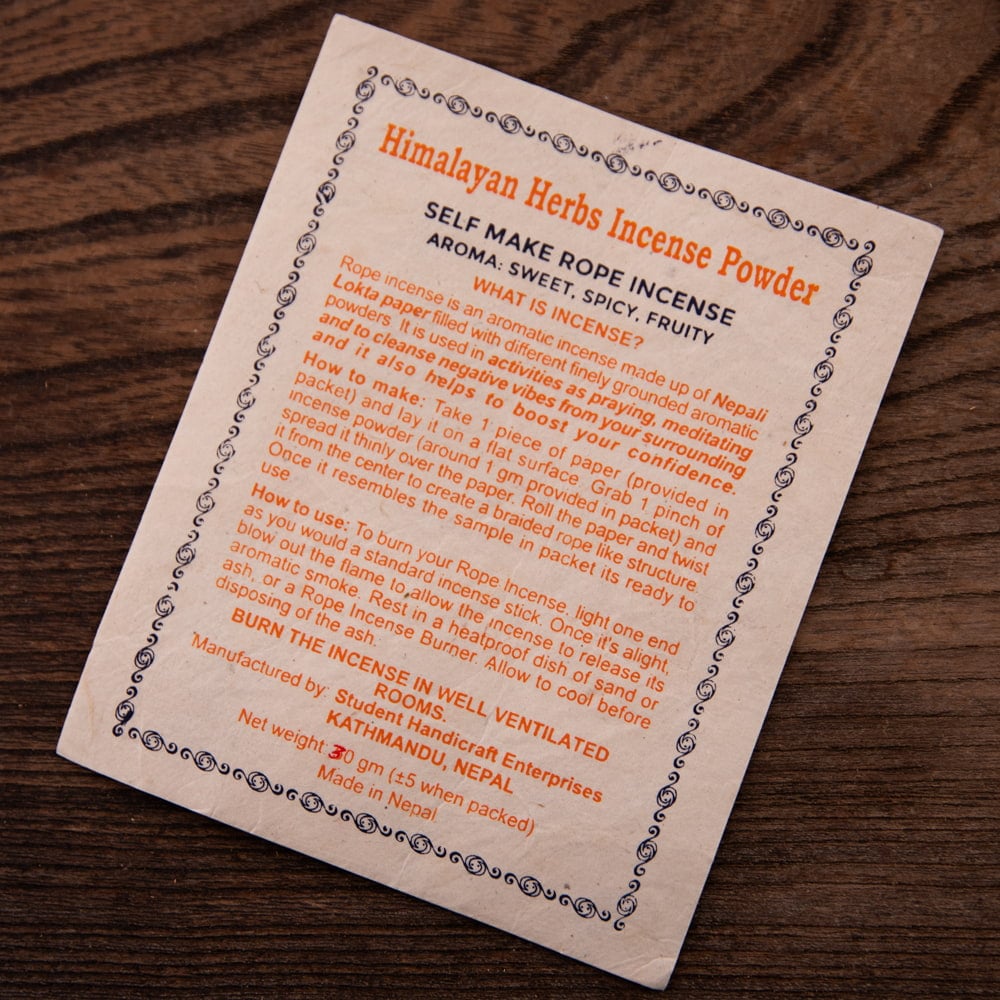 Himalayan Herbs Incense Powder
SELF MAKE ROPE INCENSE
AROMA: SWEET, SPICY, FRUITY
WHAT IS INCENSE?
Rope incense is an aromatic incense made up of Nepali
Lokta paper filled with different finely grounded aromatic
powders. It is used in activities as praying, meditating
and to cleanse negative vibes from your surrounding
and it also helps to boost your confidence.
How to make: Take 1 piece of paper (provided in
packet) and lay it on a flat surface. Grab 1 pinch of
incense powder (around 1 gm provided in packet) and
spread it thinly over the paper. Roll the paper and twist
it from the center to create a braided rope like structure.
Once it resembles the sample in packet its ready to
use.
How to use: To burn your Rope Incense, light one end
as you would a standard incense stick. Once it's alight,
blow out the flame to allow the incense to release its
aromatic smoke. Rest in a heatproof dish of sand or
ash, or a Rope Incense Burner. Allow to cool before
disposing of the ash.
BURN THE INCENSE IN WELL VENTILATED
ROOMS.
Manufactured by: Student Handicraft Enterprises
KATHMANDU, NEPAL
Net weight 30 gm (±5 when packed)
Made in Nepal